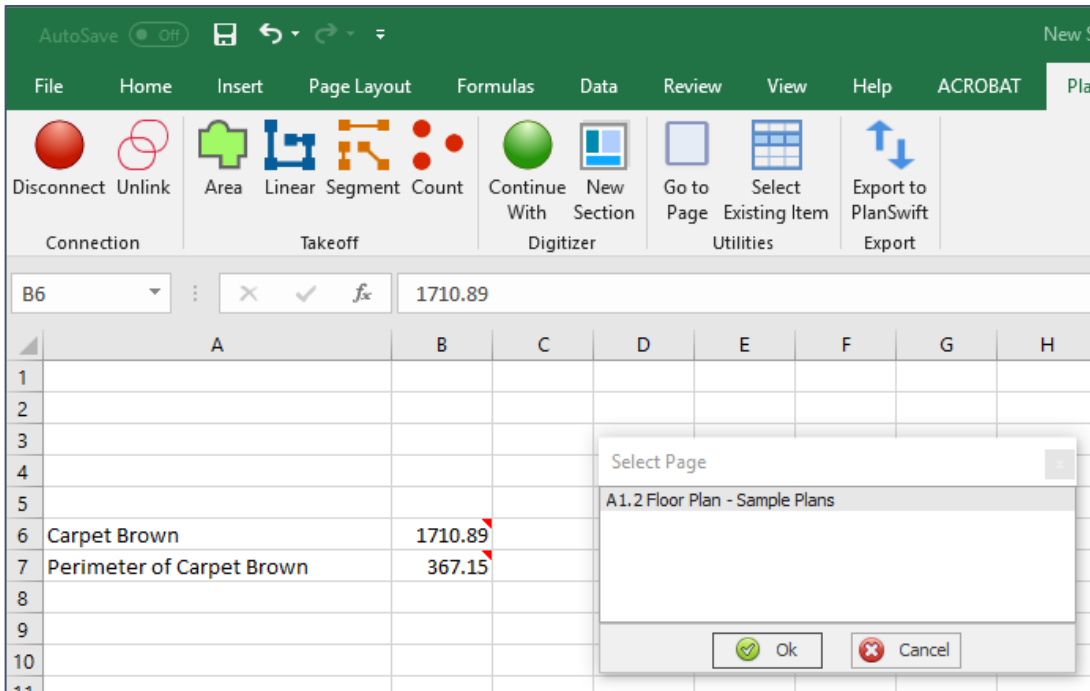 AutoSave Off New S
File Home Insert Page Layout Formulas Data Review View Help ACROBAT Pla
Disconnect Unlink Area Linear Segment Count Continue With New Section Go to Page Select Existing Item Export to PlanSwift
Connection Takeoff Digitizer Utilities Export
B6 fx 1710.89
A B C D E F G H
1
2
3
Select Page
4
A1.2 Floor Plan - Sample Plans
5
6 Carpet Brown 1710.89
7 Perimeter of Carpet Brown 367.15
8
9
Ok Cancel
10
11